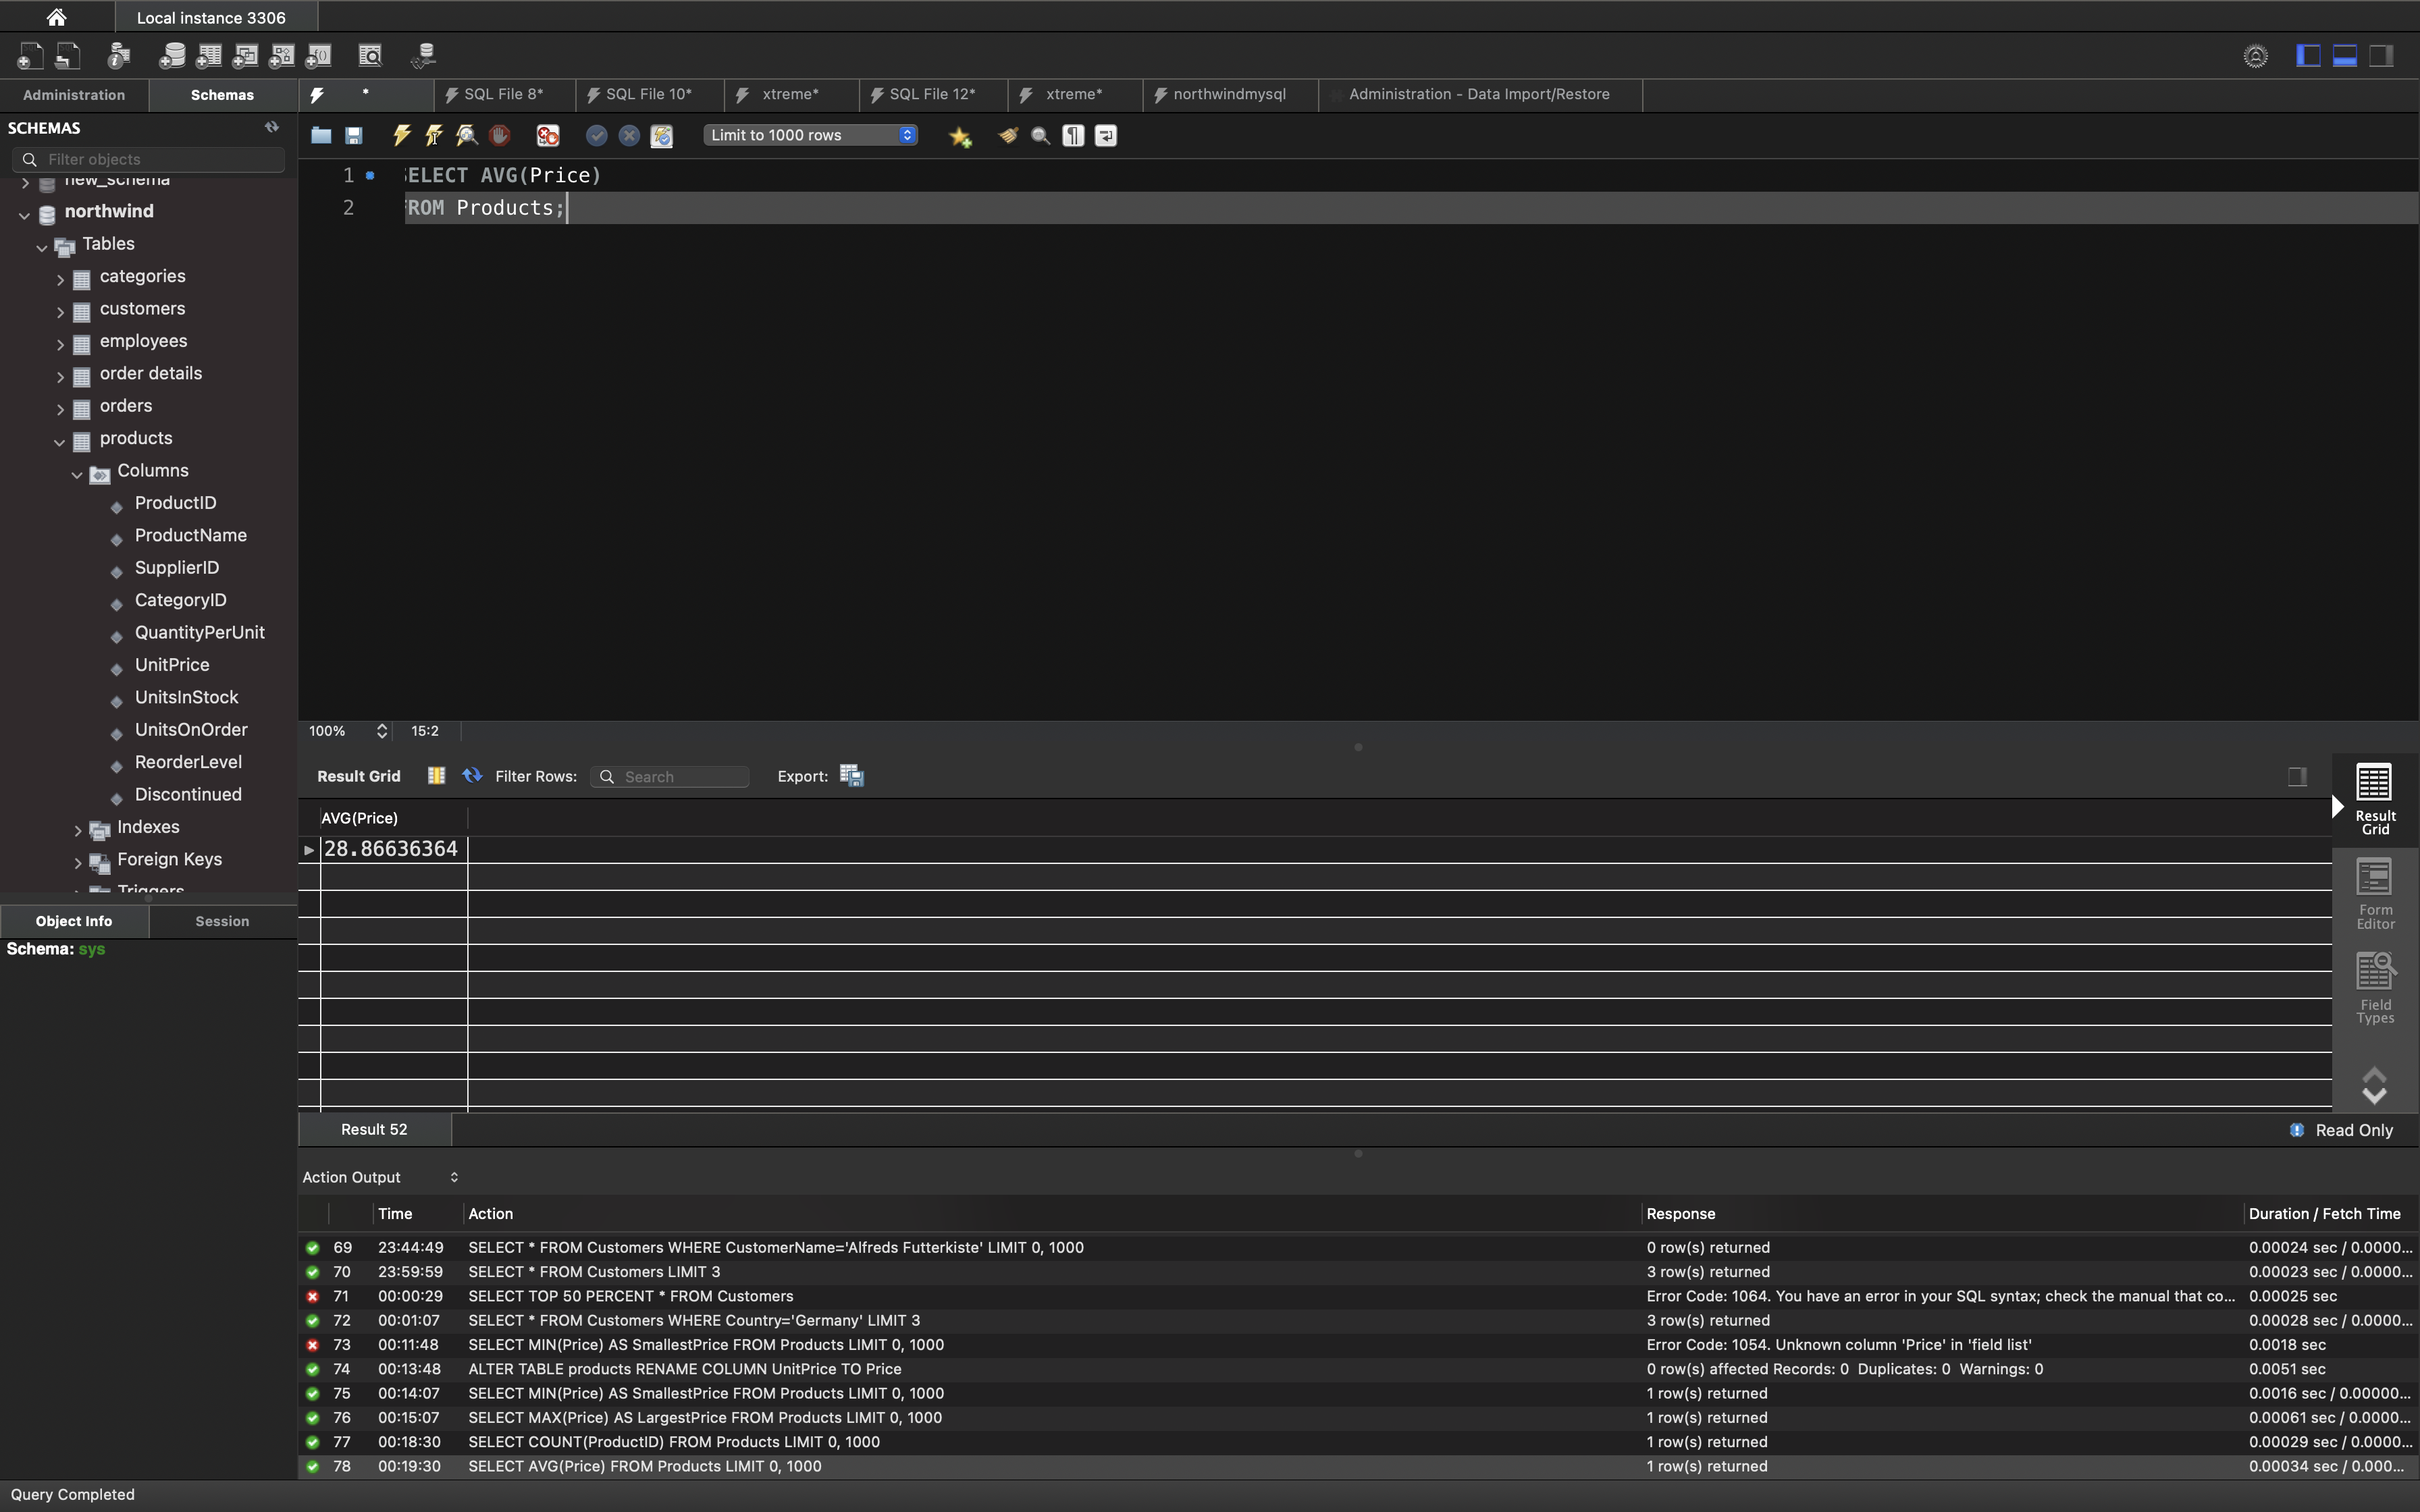 Local instance 3306
Administration
Schemas
*
SQL File 8*
SQL File 10*
xtreme*
SQL File 12*
xtreme*
northwindmysql
Administration - Data Import/Restore
SCHEMAS
Filter objects
new_schema
northwind
Tables
categories
customers
employees
order details
orders
products
Columns
ProductID
ProductName
SupplierID
CategoryID
QuantityPerUnit
UnitPrice
UnitsInStock
UnitsOnOrder
ReorderLevel
Discontinued
Indexes
Foreign Keys
Triggers
Object Info
Session
Schema: sys
Limit to 1000 rows
1 ELECT AVG(Price)
2 ROM Products;
100% 15:2
Result Grid Filter Rows: Search Export:
AVG(Price)
28.86636364
Result
Grid
Form
Editor
Field
Types
Result 52
Read Only
Action Output
Time Action Response Duration / Fetch Time
69 23:44:49 SELECT * FROM Customers WHERE CustomerName='Alfreds Futterkiste' LIMIT 0, 1000 0 row(s) returned 0.00024 sec / 0.0000...
70 23:59:59 SELECT * FROM Customers LIMIT 3 3 row(s) returned 0.00023 sec / 0.0000...
71 00:00:29 SELECT TOP 50 PERCENT * FROM Customers Error Code: 1064. You have an error in your SQL syntax; check the manual that co... 0.00025 sec
72 00:01:07 SELECT * FROM Customers WHERE Country='Germany' LIMIT 3 3 row(s) returned 0.00028 sec / 0.0000...
73 00:11:48 SELECT MIN(Price) AS SmallestPrice FROM Products LIMIT 0, 1000 Error Code: 1054. Unknown column 'Price' in 'field list' 0.0018 sec
74 00:13:48 ALTER TABLE products RENAME COLUMN UnitPrice TO Price 0 row(s) affected Records: 0 Duplicates: 0 Warnings: 0 0.0051 sec
75 00:14:07 SELECT MIN(Price) AS SmallestPrice FROM Products LIMIT 0, 1000 1 row(s) returned 0.0016 sec / 0.00000...
76 00:15:07 SELECT MAX(Price) AS LargestPrice FROM Products LIMIT 0, 1000 1 row(s) returned 0.00061 sec / 0.0000...
77 00:18:30 SELECT COUNT(ProductID) FROM Products LIMIT 0, 1000 1 row(s) returned 0.00029 sec / 0.0000...
78 00:19:30 SELECT AVG(Price) FROM Products LIMIT 0, 1000 1 row(s) returned 0.00034 sec / 0.000...
Query Completed